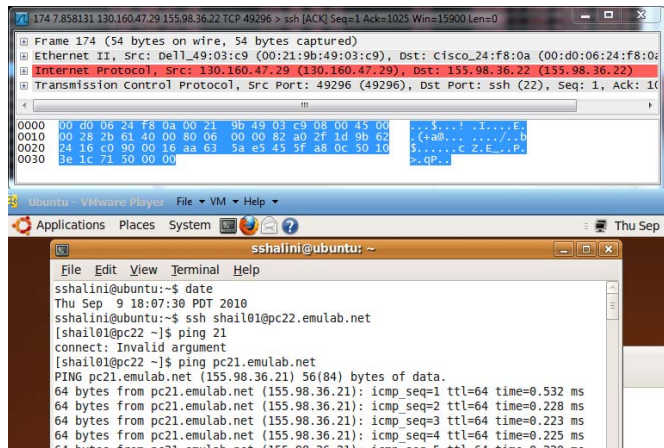 174 7.858131 130.160.47.29 155.98.36.22 TCP 49296 > ssh [ACK] Seq=1 Ack=1025 Win=15900 Len=0
Frame 174 (54 bytes on wire, 54 bytes captured)
Ethernet II, Src: Dell_49:03:c9 (00:21:9b:49:03:c9), Dst: Cisco_24:f8:0a (00:d0:06:24:f8:0a
Internet Protocol, Src: 130.160.47.29 (130.160.47.29), Dst: 155.98.36.22 (155.98.36.22)
Transmission Control Protocol, Src Port: 49296 (49296), Dst Port: ssh (22), Seq: 1, Ack: 10
0000 00 d0 06 24 f8 0a 00 21 9b 49 03 c9 08 00 45 00 ...$...! .I....E.
0010 00 28 2b 61 40 00 80 06 00 00 82 a0 2f 1d 9b 62 .(+a@... ..../..b
0020 24 16 c0 90 00 16 aa 63 5a e5 45 5f a8 0c 50 10 $......c Z.E_..P.
0030 3e 1c 71 50 00 00 >.qP..
Ubuntu - VMware Player File VM Help
Applications Places System Thu Sep
sshalini@ubuntu: ~
File Edit View Terminal Help
sshalini@ubuntu:~$ date
Thu Sep 9 18:07:30 PDT 2010
sshalini@ubuntu:~$ ssh shail01@pc22.emulab.net
[shail01@pc22 ~]$ ping 21
connect: Invalid argument
[shail01@pc22 ~]$ ping pc21.emulab.net
PING pc21.emulab.net (155.98.36.21) 56(84) bytes of data.
64 bytes from pc21.emulab.net (155.98.36.21): icmp_seq=1 ttl=64 time=0.532 ms
64 bytes from pc21.emulab.net (155.98.36.21): icmp_seq=2 ttl=64 time=0.228 ms
64 bytes from pc21.emulab.net (155.98.36.21): icmp_seq=3 ttl=64 time=0.223 ms
64 bytes from pc21.emulab.net (155.98.36.21): icmp_seq=4 ttl=64 time=0.225 ms